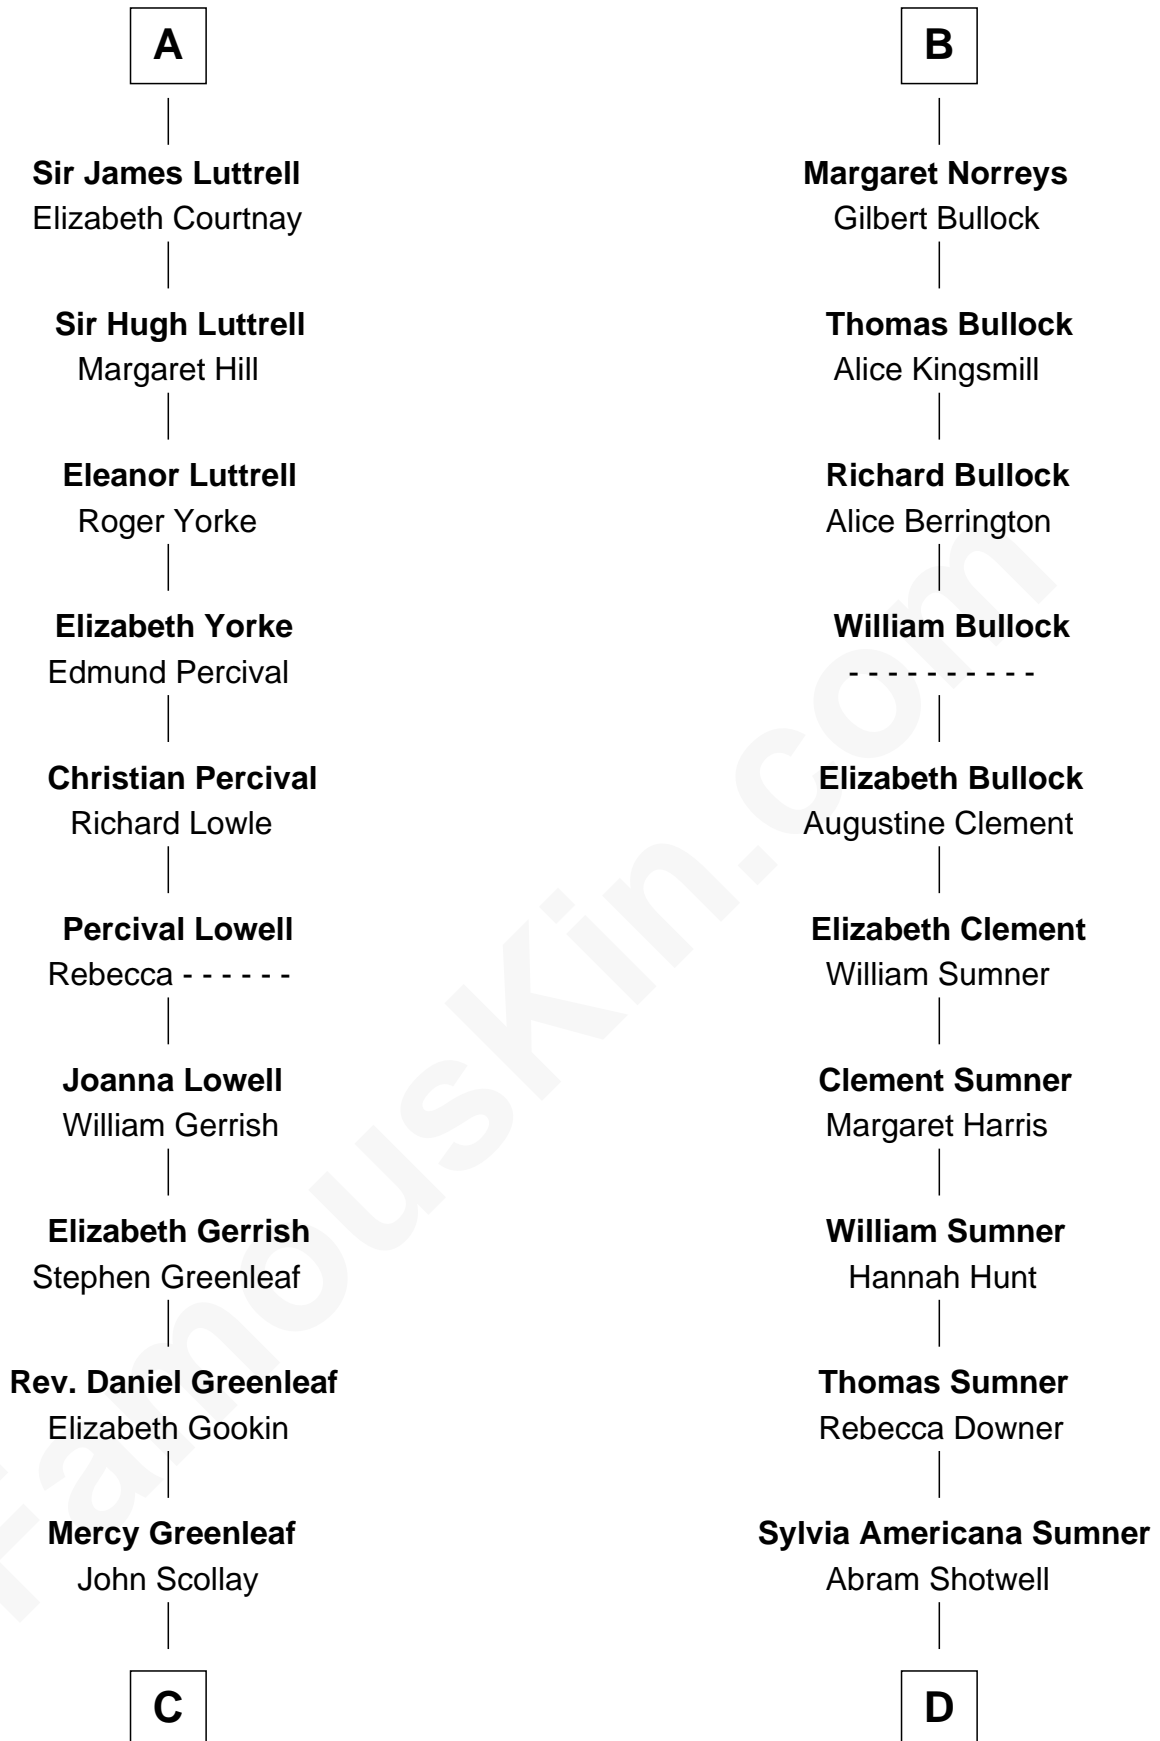 A
Sir James Luttrell
Elizabeth Courtnay
Sir Hugh Luttrell
Margaret Hill
Eleanor Luttrell
Roger Yorke
Elizabeth Yorke
Edmund Percival
Christian Percival
Richard Lowle
Percival Lowell
Rebecca - - - - - -
Joanna Lowell
William Gerrish
Elizabeth Gerrish
Stephen Greenleaf
Rev. Daniel Greenleaf
Elizabeth Gookin
Mercy Greenleaf
John Scollay
C
B
Margaret Norreys
Gilbert Bullock
Thomas Bullock
Alice Kingsmill
Richard Bullock
Alice Berrington
William Bullock
- - - - - - - - - -
Elizabeth Bullock
Augustine Clement
Elizabeth Clement
William Sumner
Clement Sumner
Margaret Harris
William Sumner
Hannah Hunt
Thomas Sumner
Rebecca Downer
Sylvia Americana Sumner
Abram Shotwell
D
FamousKin.com